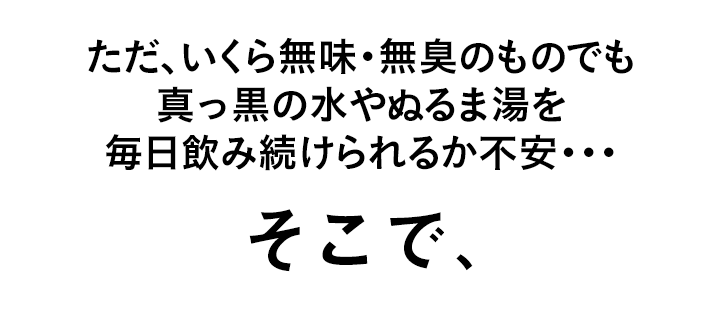 ただ、いくら無味・無臭のものでも
真っ黒の水やぬるま湯を
毎日飲み続けられるか不安・・・
そこで、